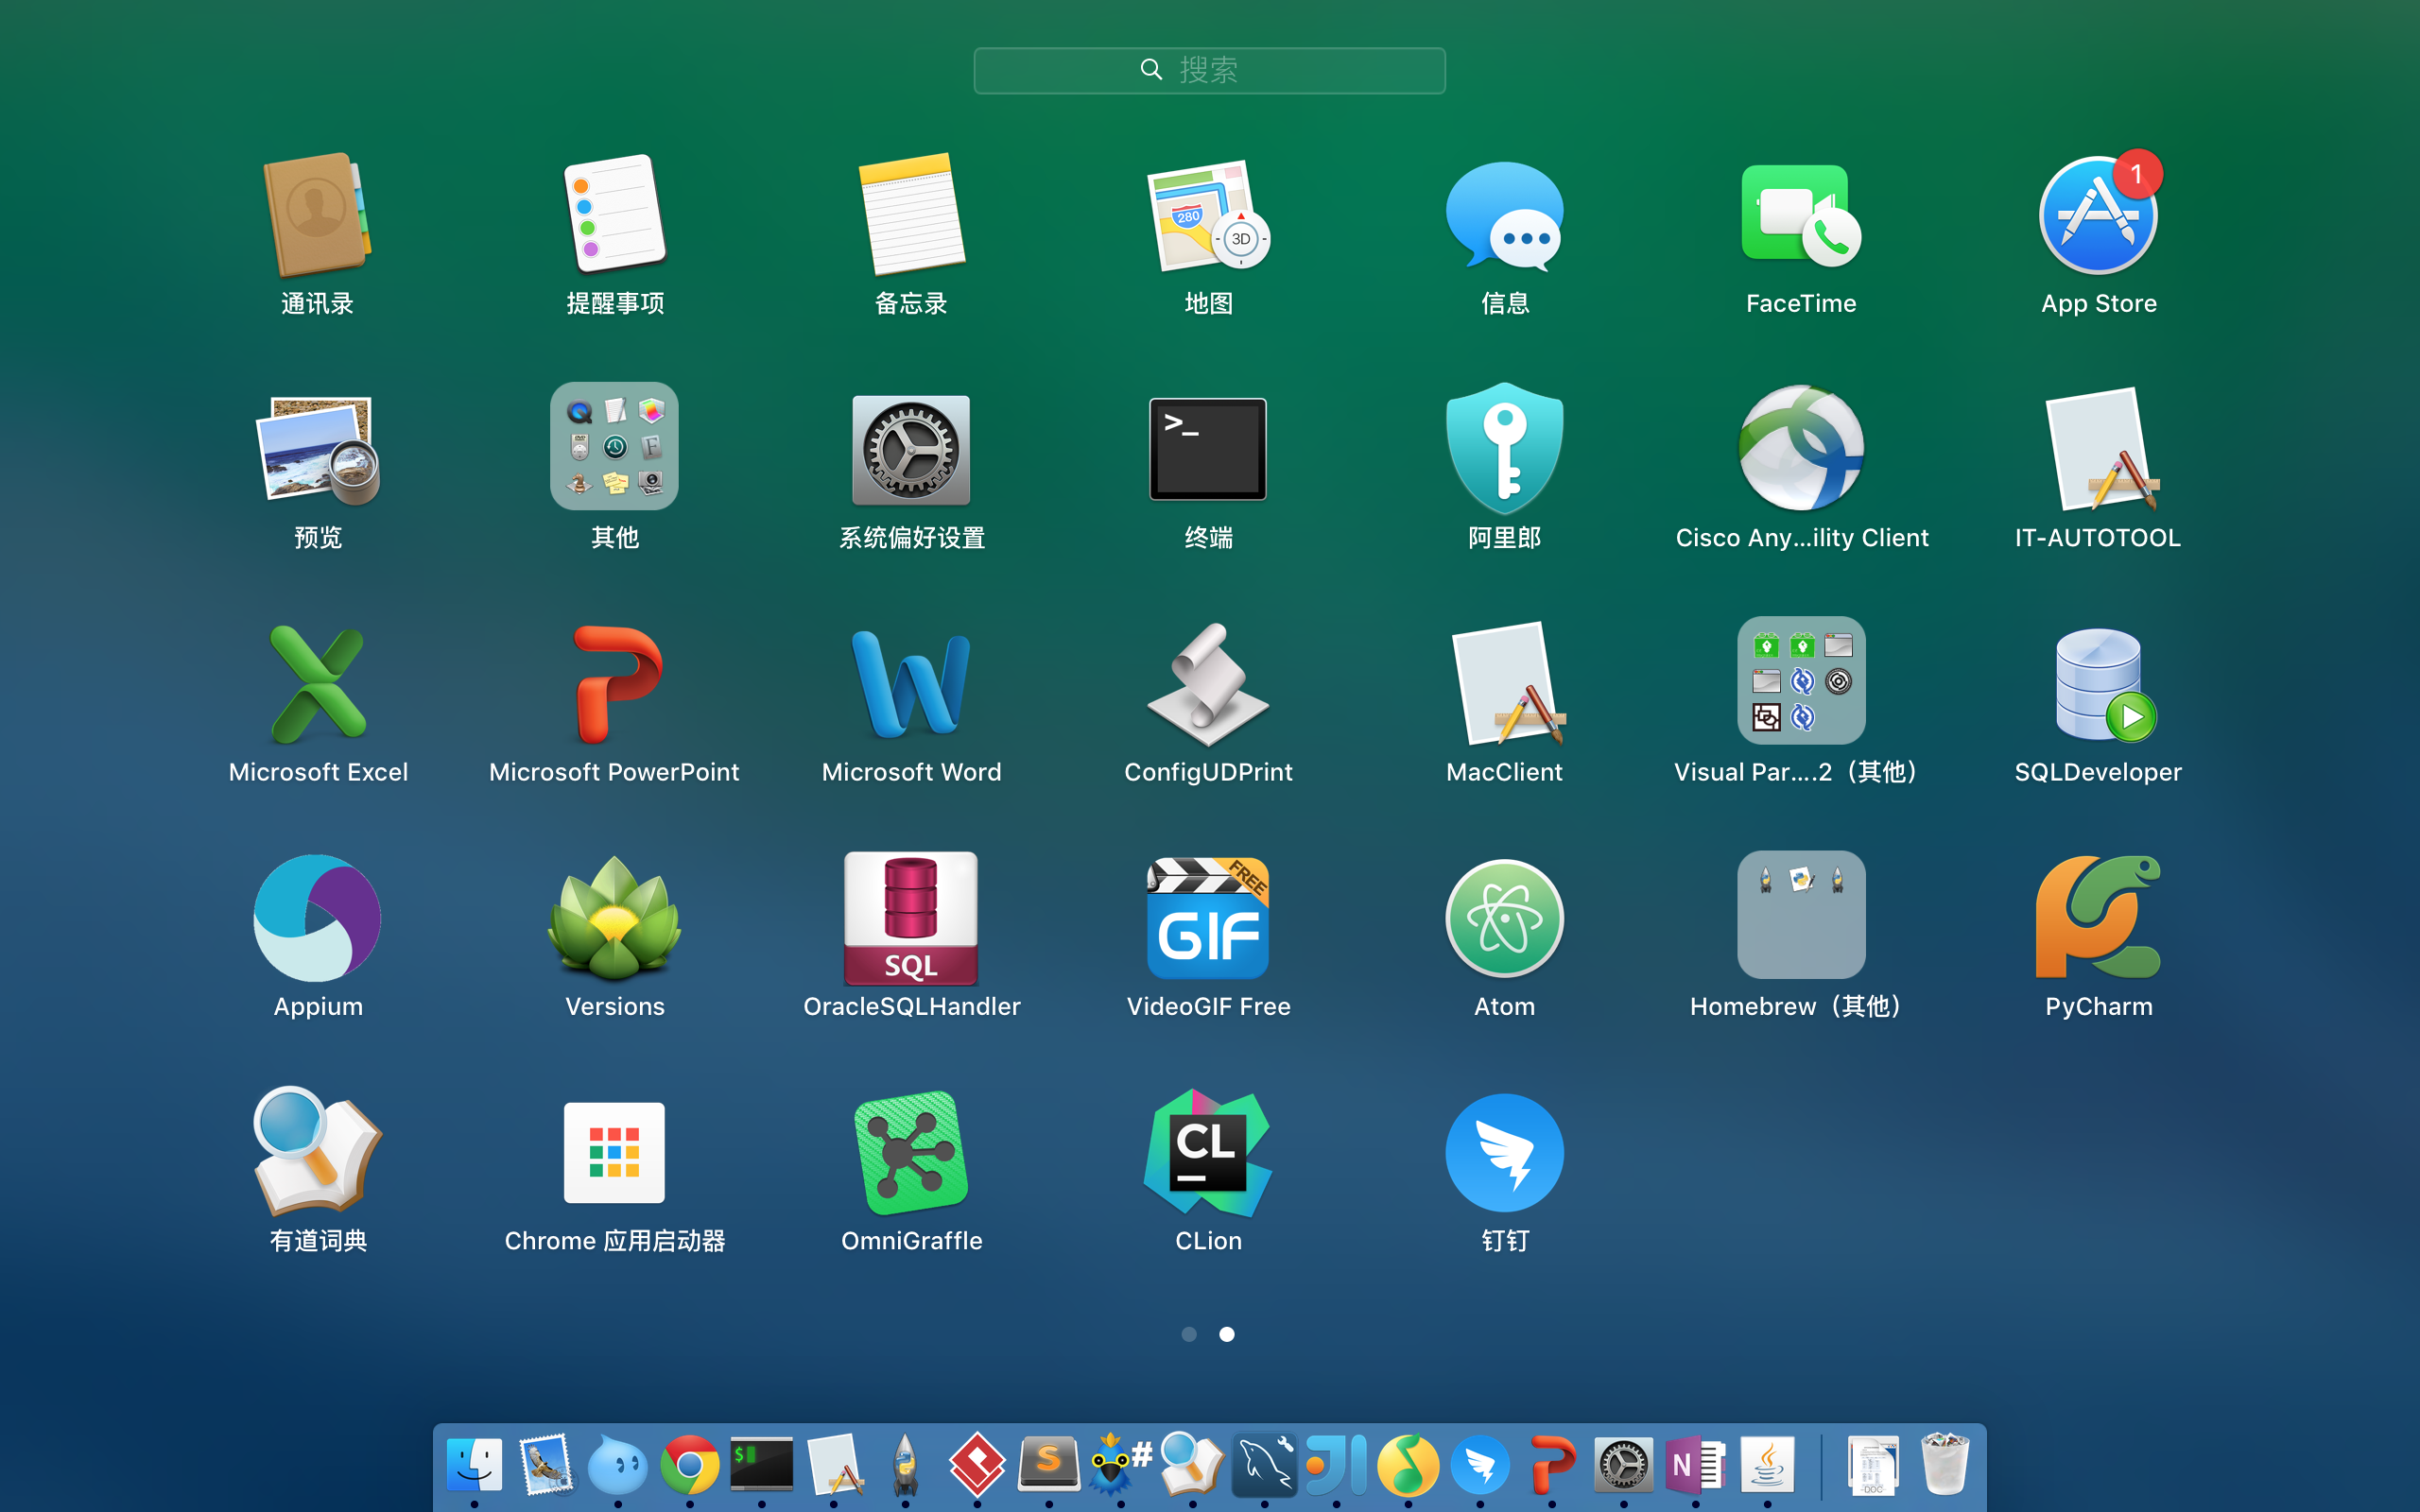 搜索
280
3D
1
通讯录
提醒事项
备忘录
地图
信息
FaceTime
App Store
>_
预览
其他
系统偏好设置
终端
阿里郎
Cisco Any...ility Client
IT-AUTOTOOL
Microsoft Excel
Microsoft PowerPoint
Microsoft Word
ConfigUDPrint
MacClient
Visual Par....2（其他）
SQLDeveloper
SQL
FREE
GIF
Appium
Versions
OracleSQLHandler
VideoGIF Free
Atom
Homebrew（其他）
PyCharm
CL
有道词典
Chrome 应用启动器
OmniGraffle
CLion
钉钉
$
S
#
N
DOC